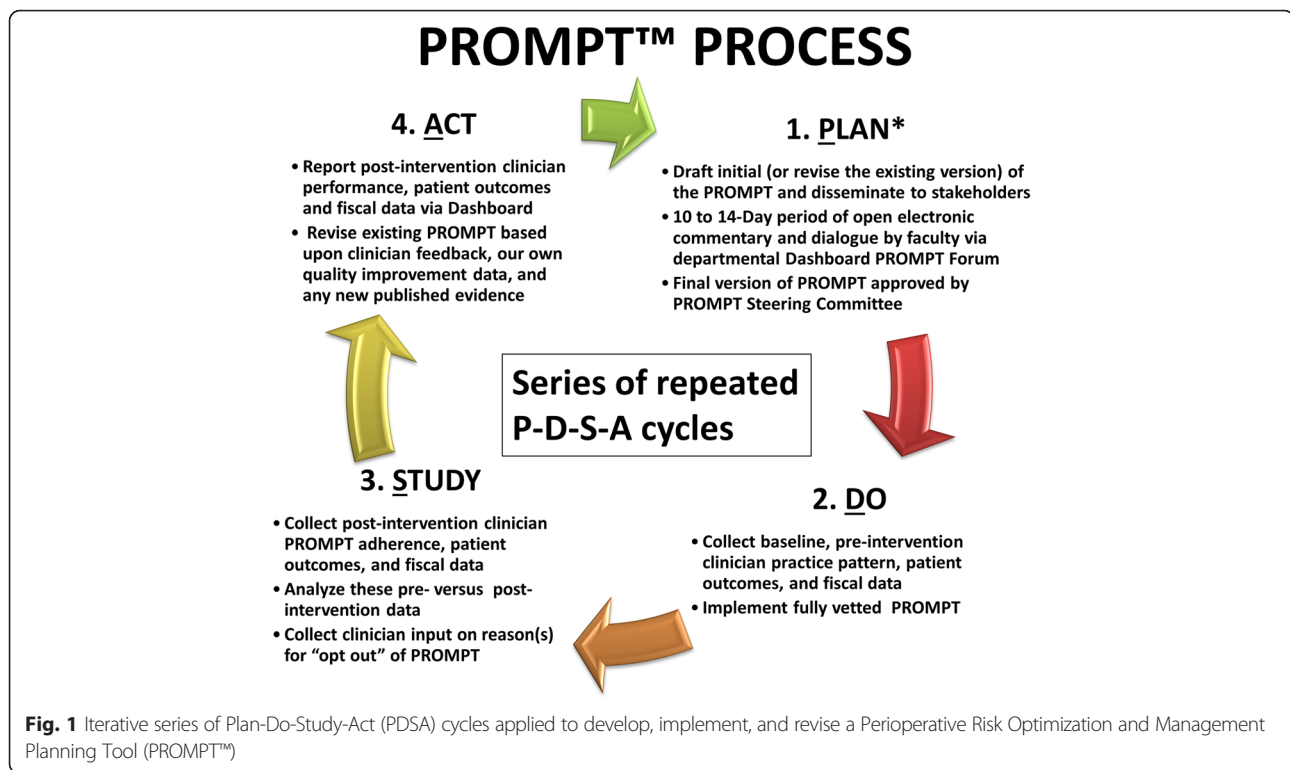 PROMPT™ PROCESS
4. ACT
• Report post-intervention clinician
performance, patient outcomes
and fiscal data via Dashboard
• Revise existing PROMPT based
upon clinician feedback, our own
quality improvement data, and
any new published evidence
1. PLAN*
• Draft initial (or revise the existing version) of
the PROMPT and disseminate to stakeholders
• 10 to 14-Day period of open electronic
commentary and dialogue by faculty via
departmental Dashboard PROMPT Forum
• Final version of PROMPT approved by
PROMPT Steering Committee
Series of repeated
P-D-S-A cycles
3. STUDY
• Collect post-intervention clinician
PROMPT adherence, patient
outcomes, and fiscal data
• Analyze these pre- versus post-
intervention data
• Collect clinician input on reason(s)
for “opt out” of PROMPT
2. DO
• Collect baseline, pre-intervention
clinician practice pattern, patient
outcomes, and fiscal data
• Implement fully vetted PROMPT
Fig. 1 Iterative series of Plan-Do-Study-Act (PDSA) cycles applied to develop, implement, and revise a Perioperative Risk Optimization and Management
Planning Tool (PROMPT™)